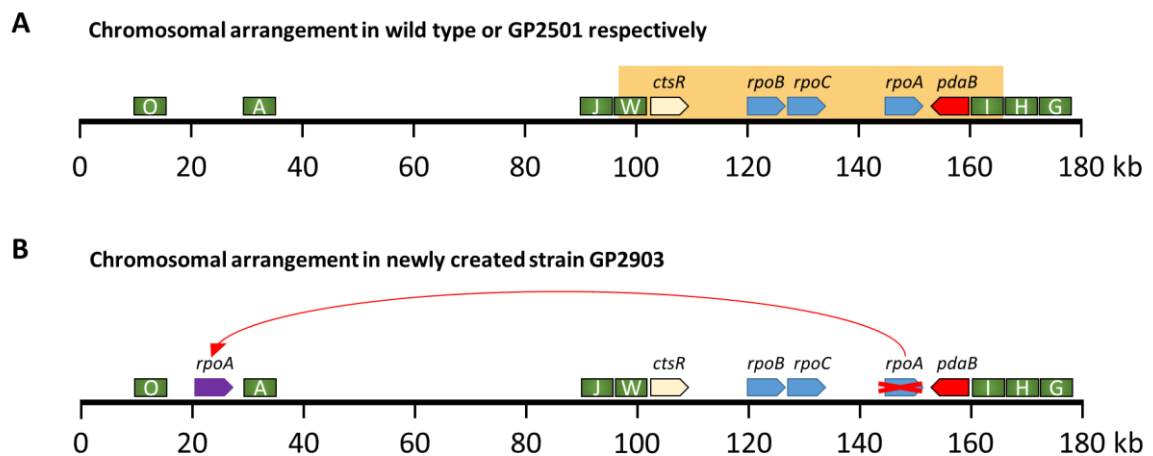 A
Chromosomal arrangement in wild type or GP2501 respectively
ctsR rpoB rpoC rpoA pdaB
O A J W I H G
0 20 40 60 80 100 120 140 160 180 kb
B
Chromosomal arrangement in newly created strain GP2903
rpoA ctsR rpoB rpoC rpoA pdaB
O A J W I H G
0 20 40 60 80 100 120 140 160 180 kb